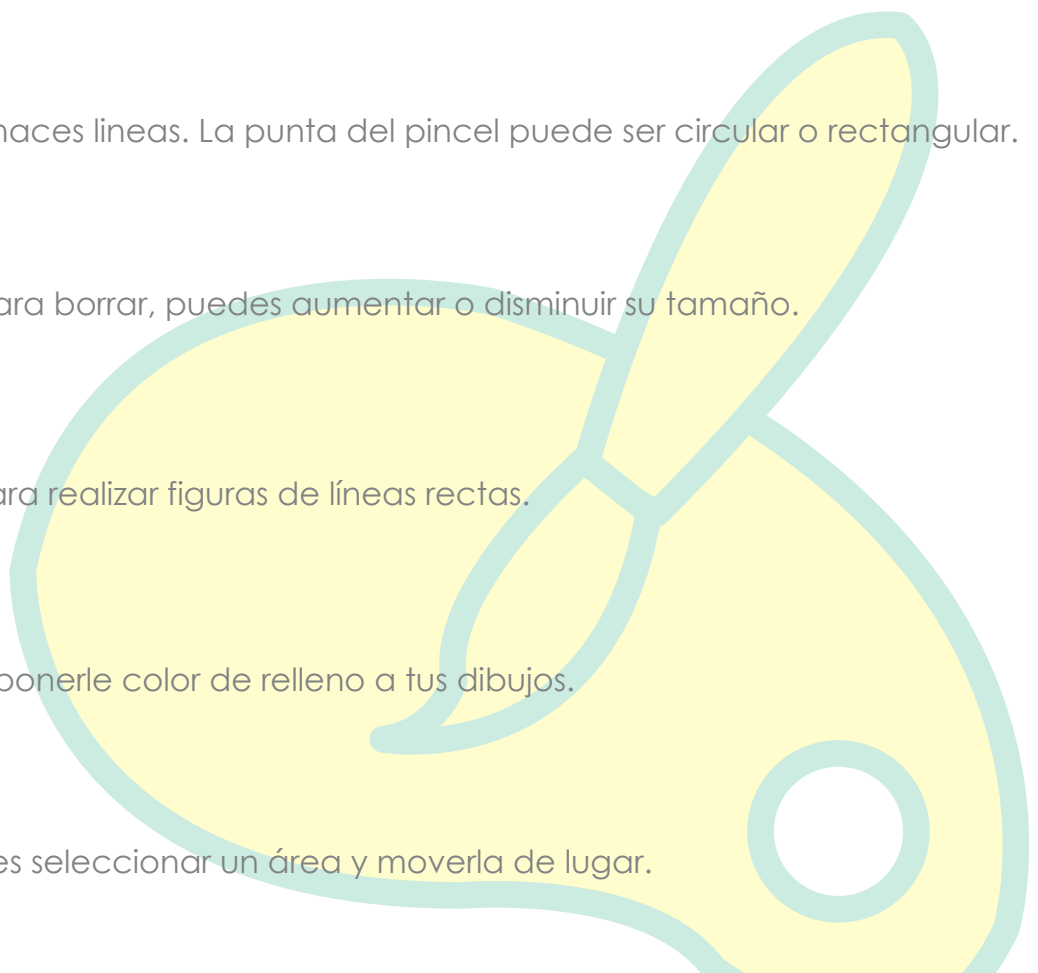 haces lineas. La punta del pincel puede ser circular o rectangular.
ara borrar, puedes aumentar o disminuir su tamaño.
ara realizar figuras de líneas rectas.
ponerle color de relleno a tus dibujos.
es seleccionar un área y moverla de lugar.